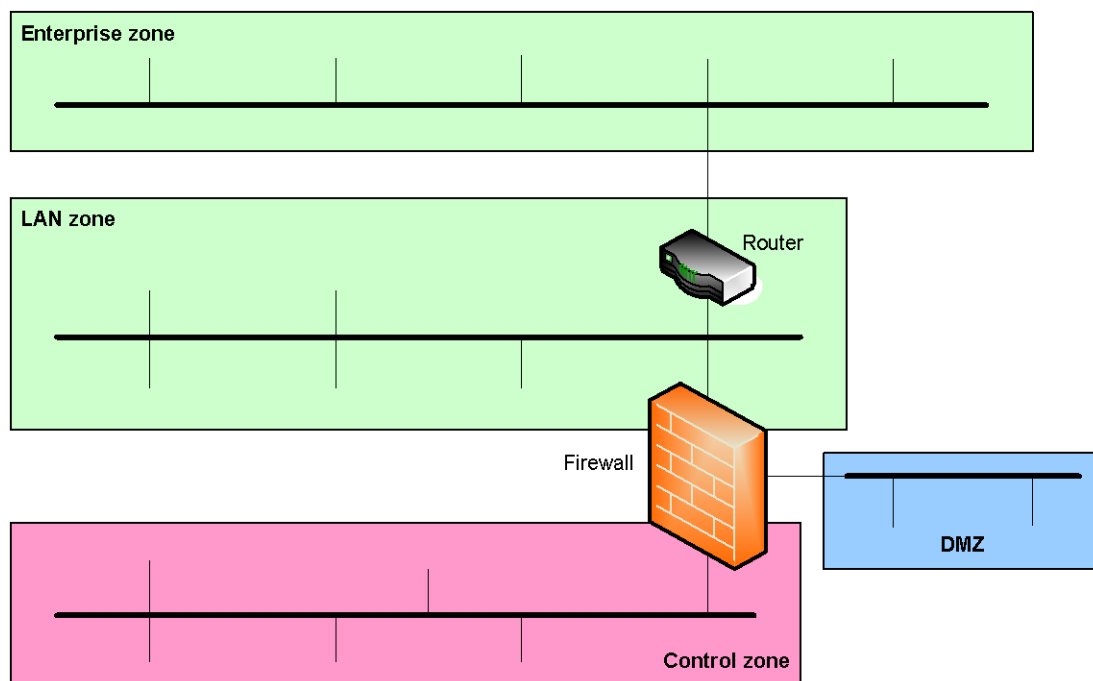 Enterprise zone
LAN zone
Router
Firewall
DMZ
Control zone